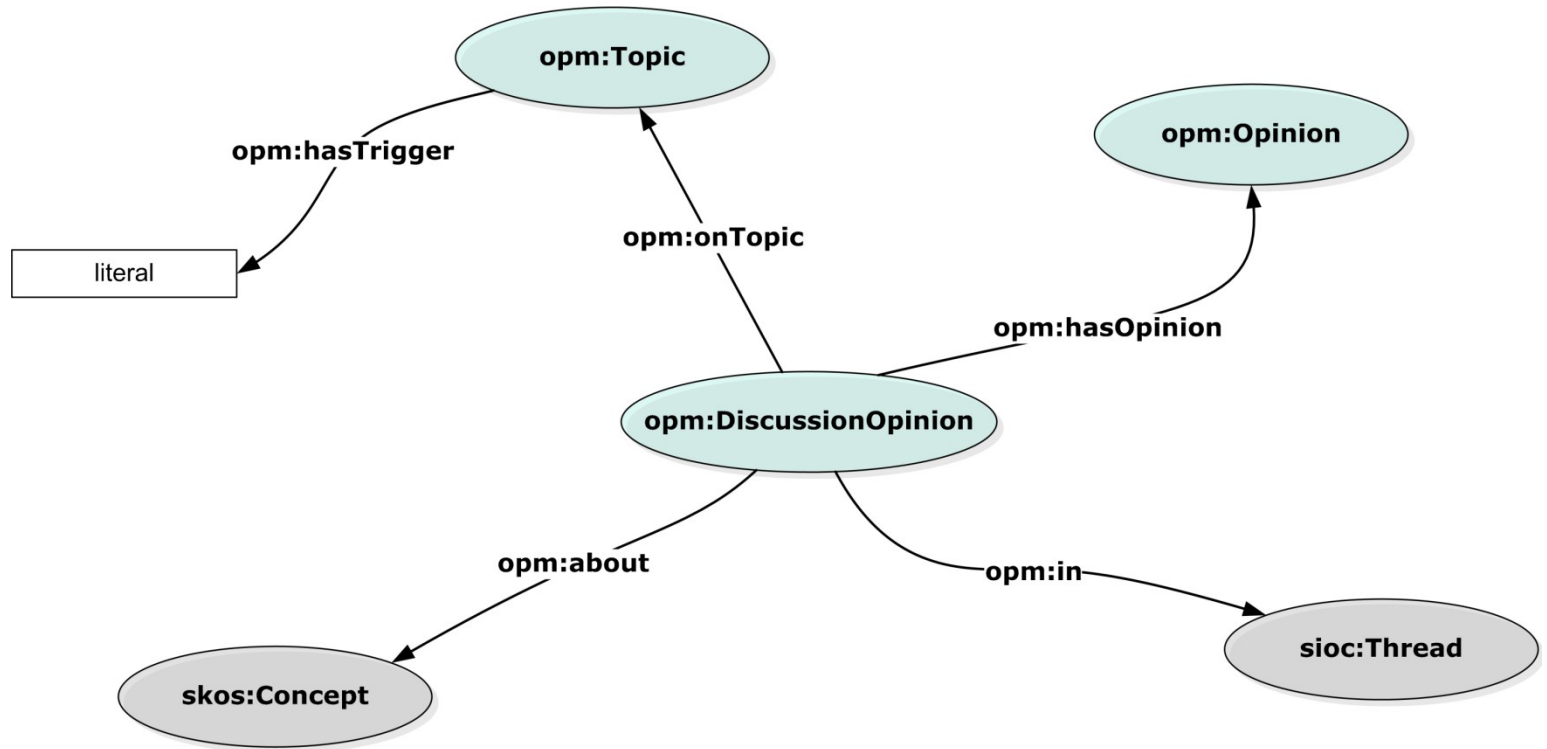 opm:Topic
opm:Opinion
opm:hasTrigger
opm:onTopic
literal
opm:hasOpinion
opm:DiscussionOpinion
opm:about
opm:in
sioc:Thread
skos:Concept